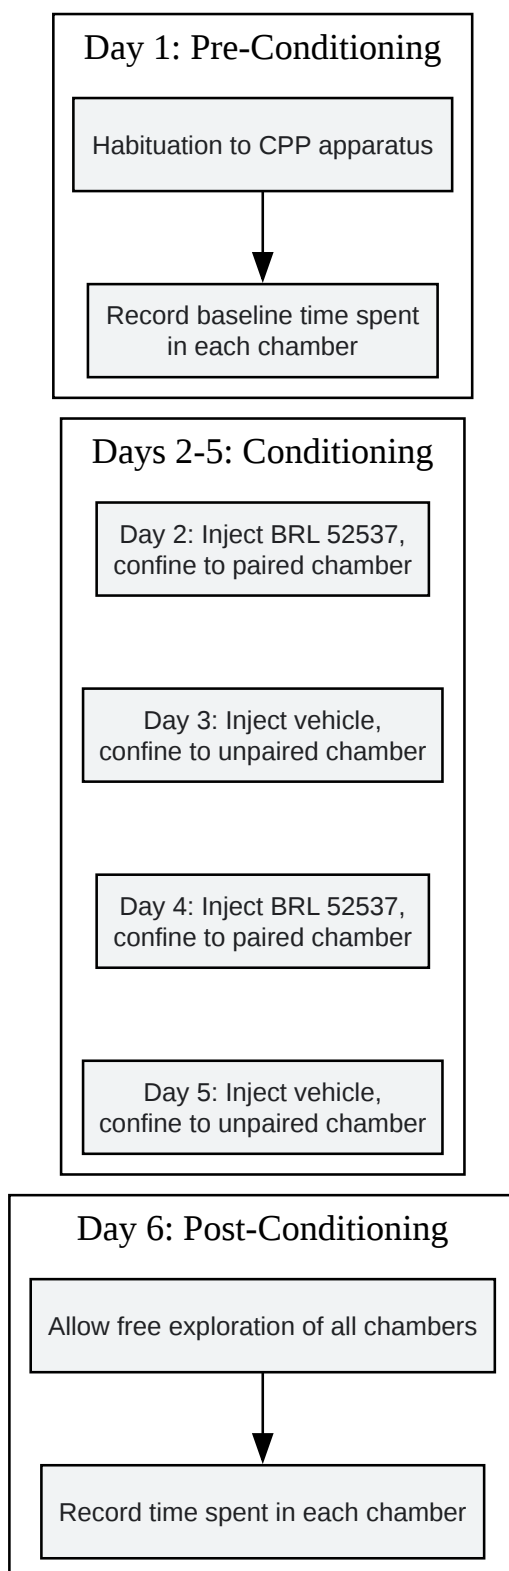 Day 1: Pre-Conditioning
Habituation to CPP apparatus
Record baseline time spent
in each chamber
Days 2-5: Conditioning
Day 2: Inject BRL 52537,
confine to paired chamber
Day 3: Inject vehicle,
confine to unpaired chamber
Day 4: Inject BRL 52537,
confine to paired chamber
Day 5: Inject vehicle,
confine to unpaired chamber
Day 6: Post-Conditioning
Allow free exploration of all chambers
Record time spent in each chamber